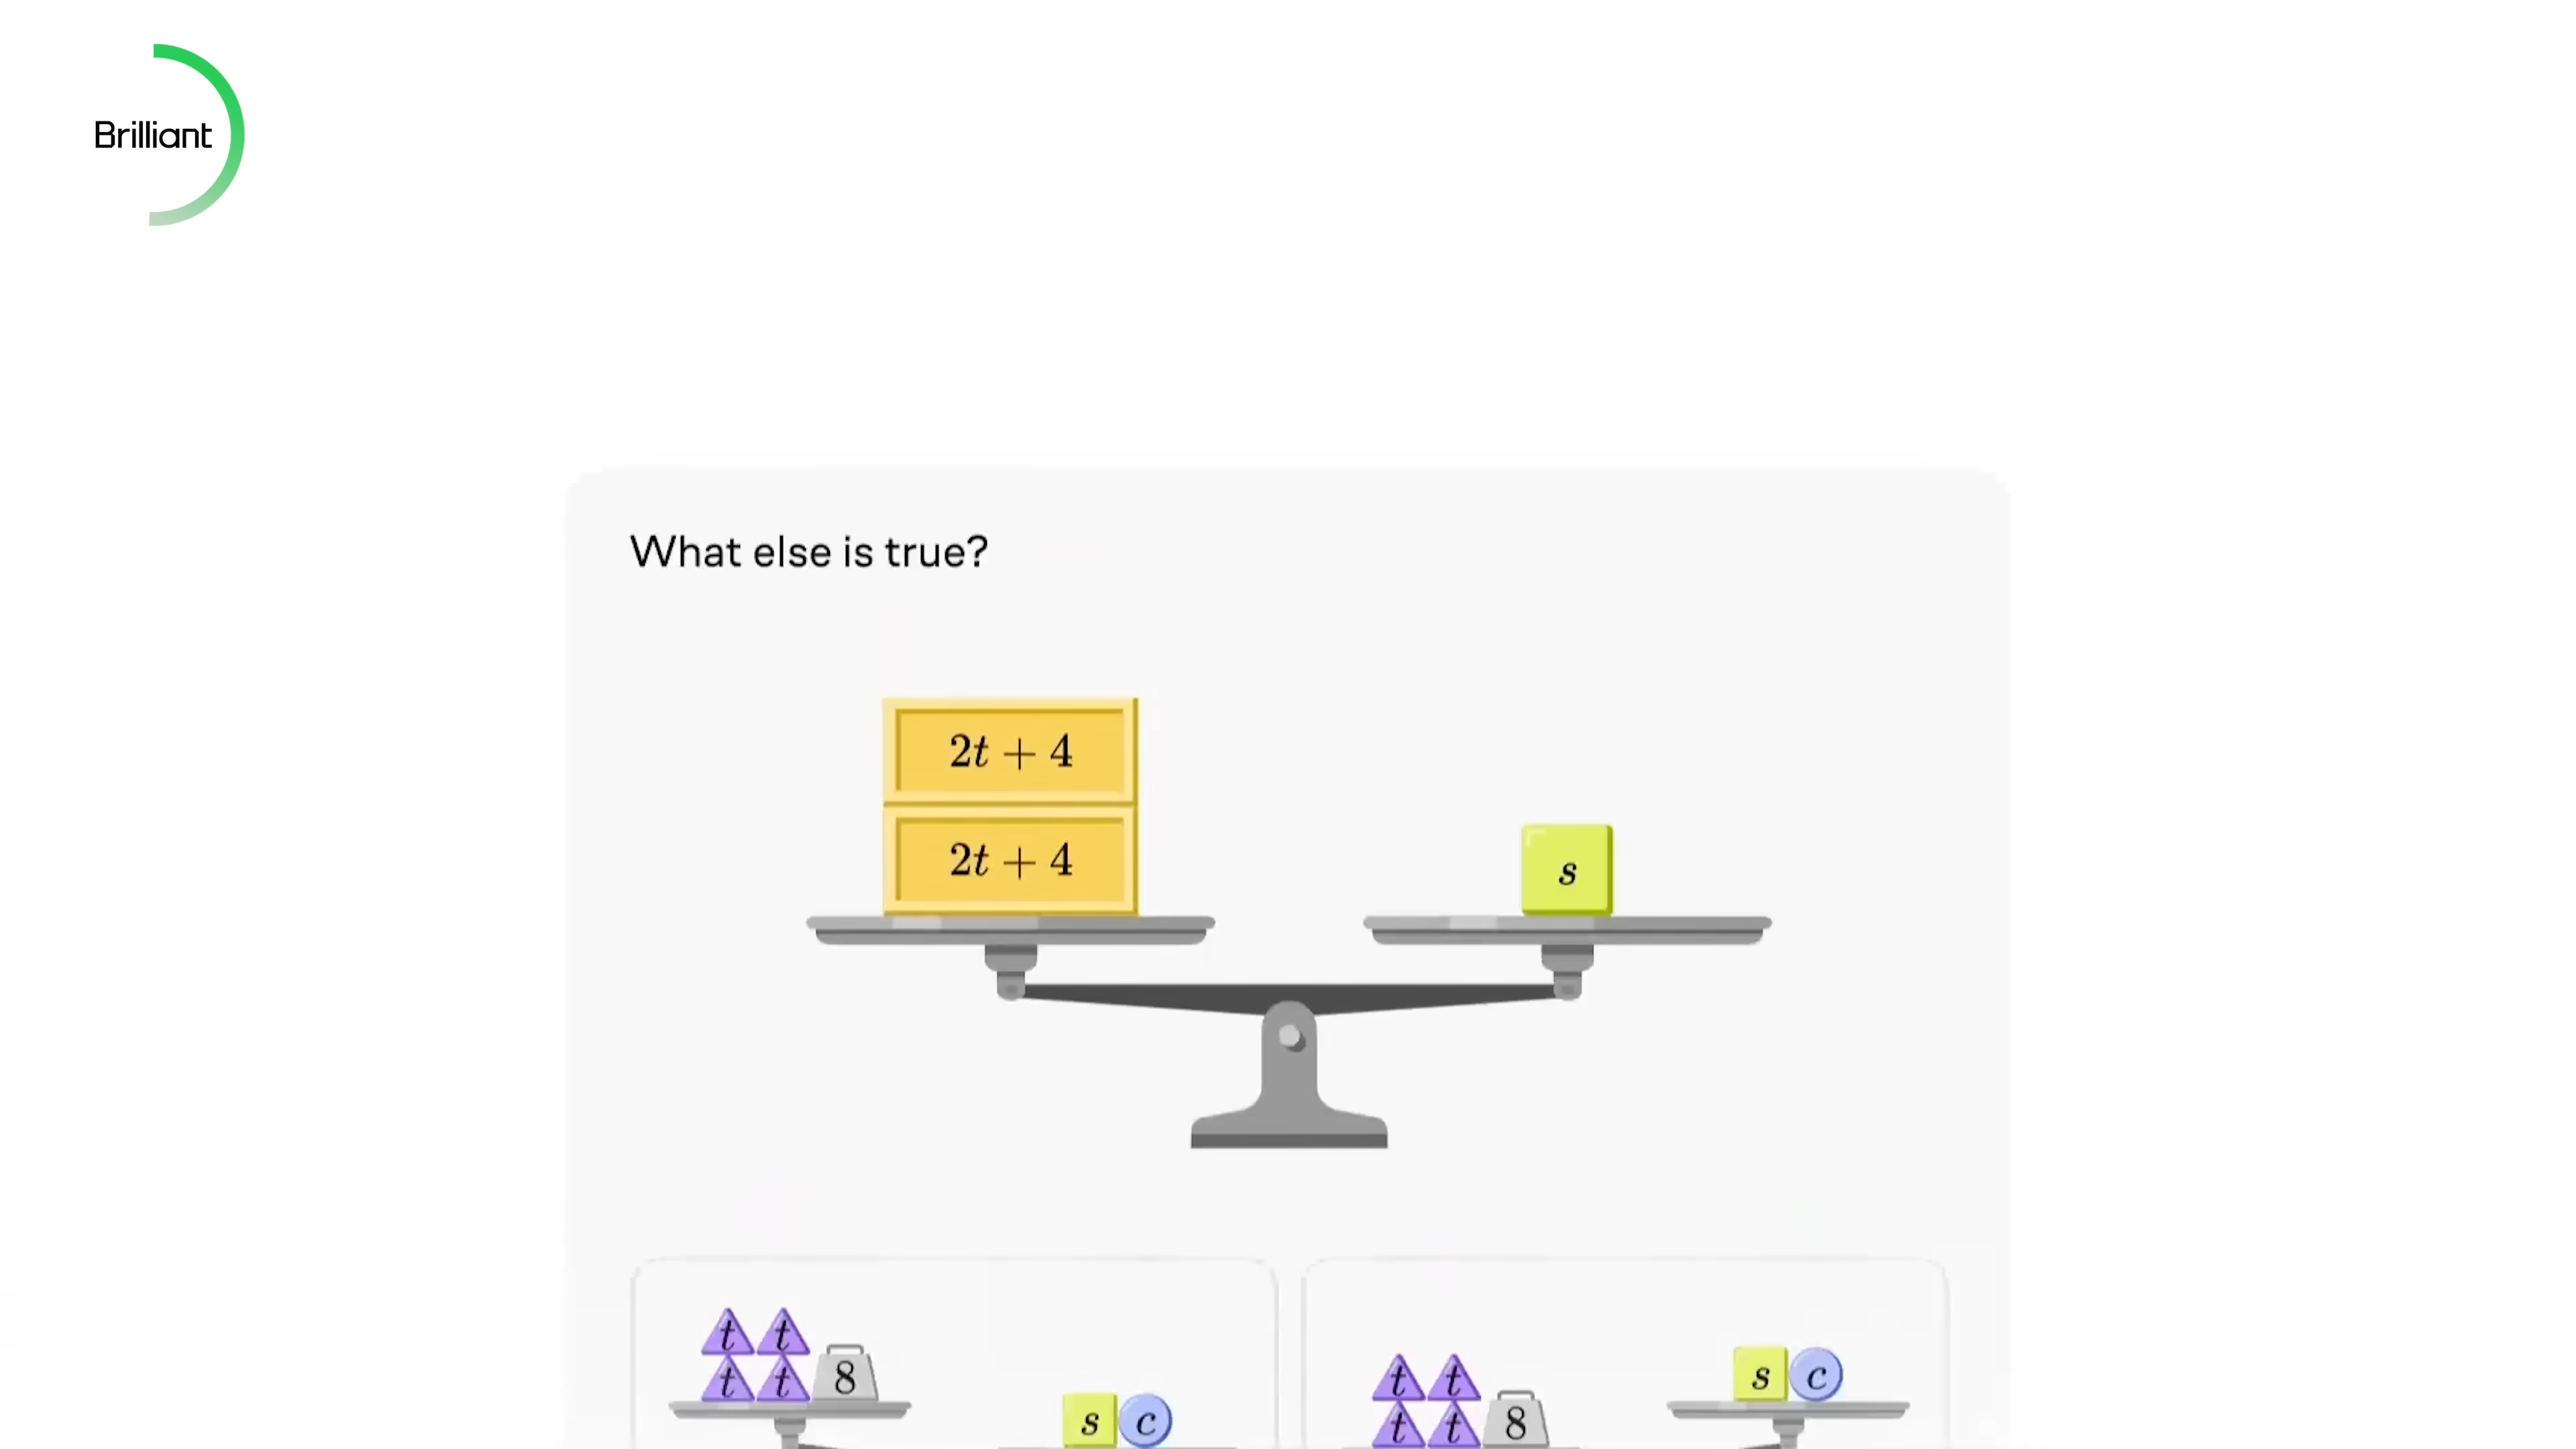 Brilliant
What else is true?
2t + 4
2t + 4
s
t t
t t 8
s c
t t
t t 8
s c